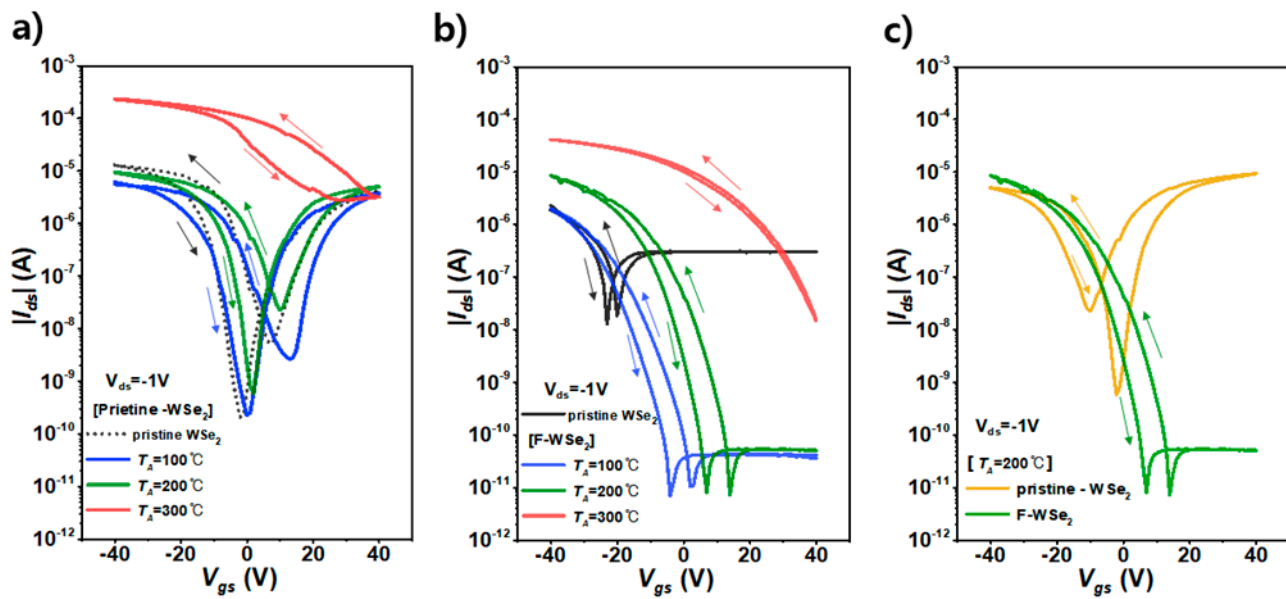 a)
10⁻³
10⁻⁴
10⁻⁵
10⁻⁶
10⁻⁷
10⁻⁸
10⁻⁹
10⁻¹⁰
10⁻¹¹
10⁻¹²
|I_ds| (A)
V_ds=-1V
[Prietine -WSe₂]
pristine WSe₂
T_A=100℃
T_A=200℃
T_A=300℃
-40 -20 0 20 40
V_gs (V)
b)
10⁻³
10⁻⁴
10⁻⁵
10⁻⁶
10⁻⁷
10⁻⁸
10⁻⁹
10⁻¹⁰
10⁻¹¹
10⁻¹²
|I_ds| (A)
V_ds=-1V
pristine WSe₂
[F-WSe₂]
T_A=100℃
T_A=200℃
T_A=300℃
-40 -20 0 20 40
V_gs (V)
c)
10⁻³
10⁻⁴
10⁻⁵
10⁻⁶
10⁻⁷
10⁻⁸
10⁻⁹
10⁻¹⁰
10⁻¹¹
10⁻¹²
|I_ds| (A)
V_ds=-1V
[ T_A=200℃]
pristine - WSe₂
F-WSe₂
-40 -20 0 20 40
V_gs (V)